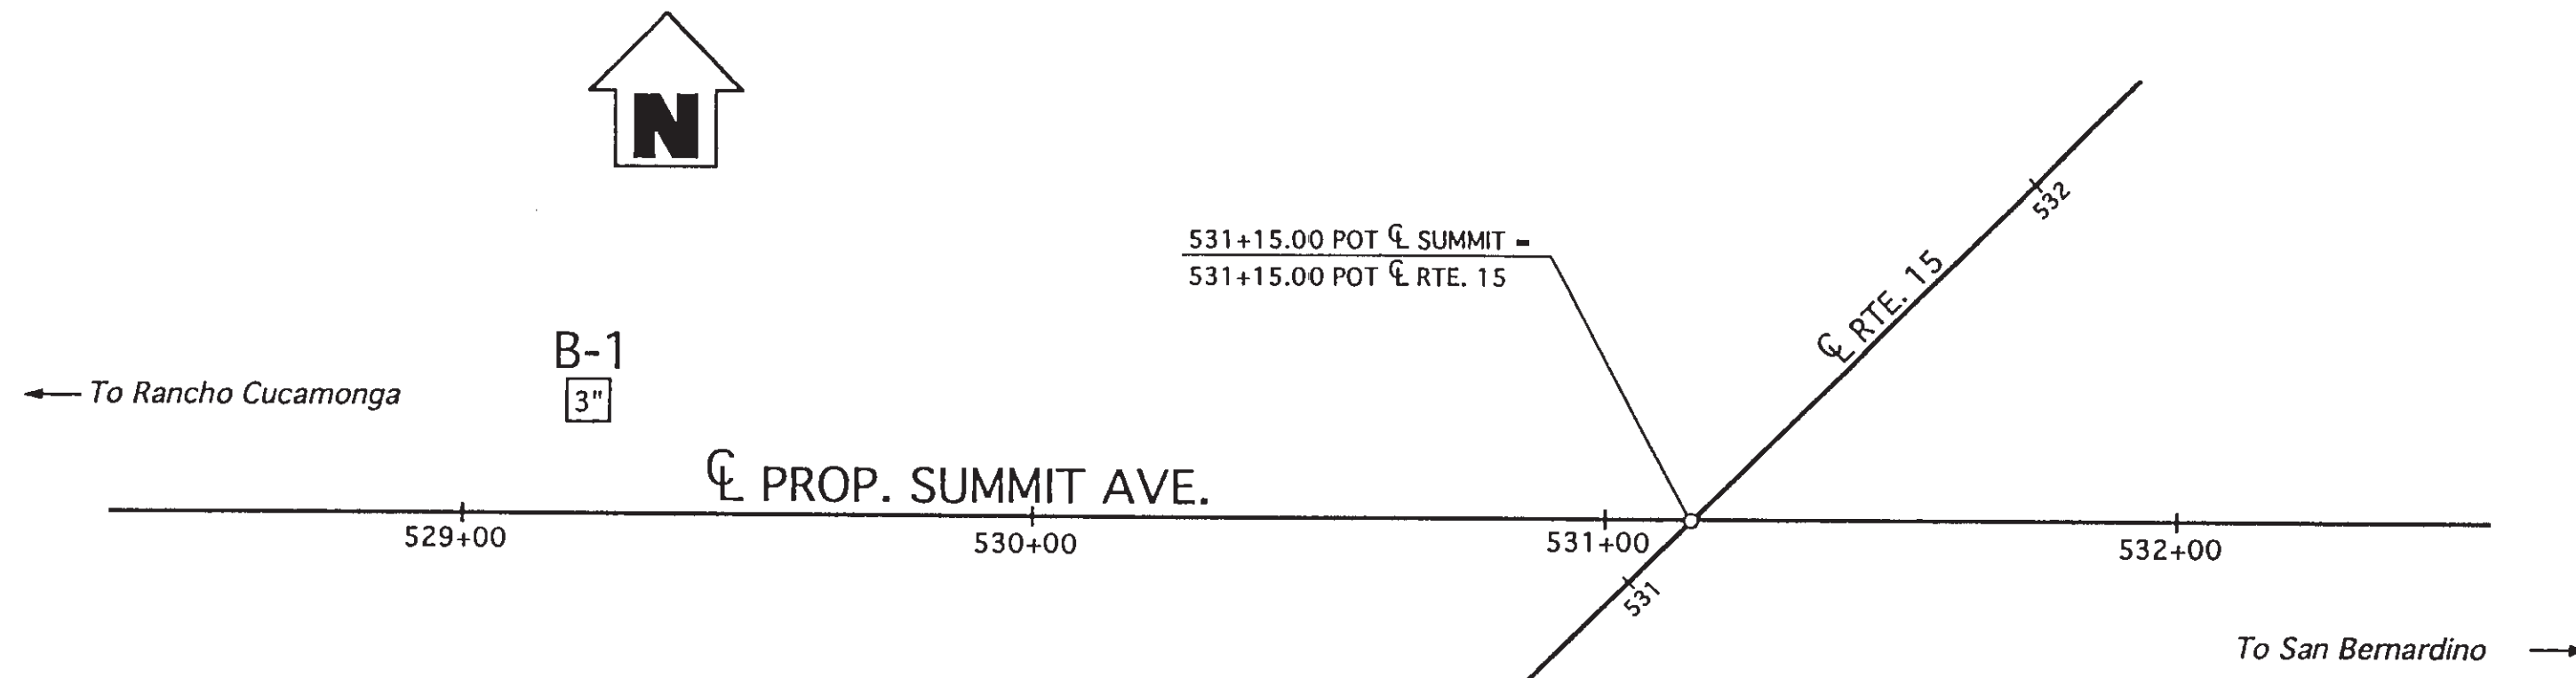 N
532
531+15.00 POT ℄ SUMMIT =
531+15.00 POT ℄ RTE. 15
℄ RTE. 15
B-1
3"
← To Rancho Cucamonga
℄ PROP. SUMMIT AVE.
529+00
530+00
531+00
532+00
531
To San Bernardino →